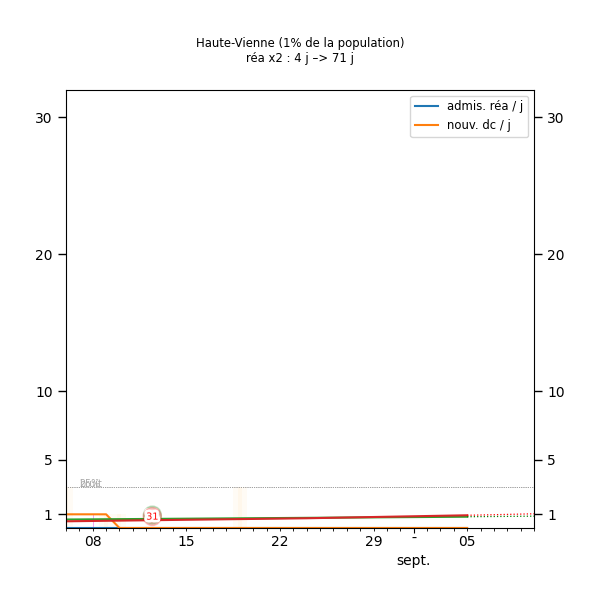 Haute-Vienne (1% de la population)
réa x2 : 4 j –> 71 j
admis. réa / j
nouv. dc / j
30 30
20 20
10 10
5 5
1 1
31
08 15 22 29 - 05
sept.